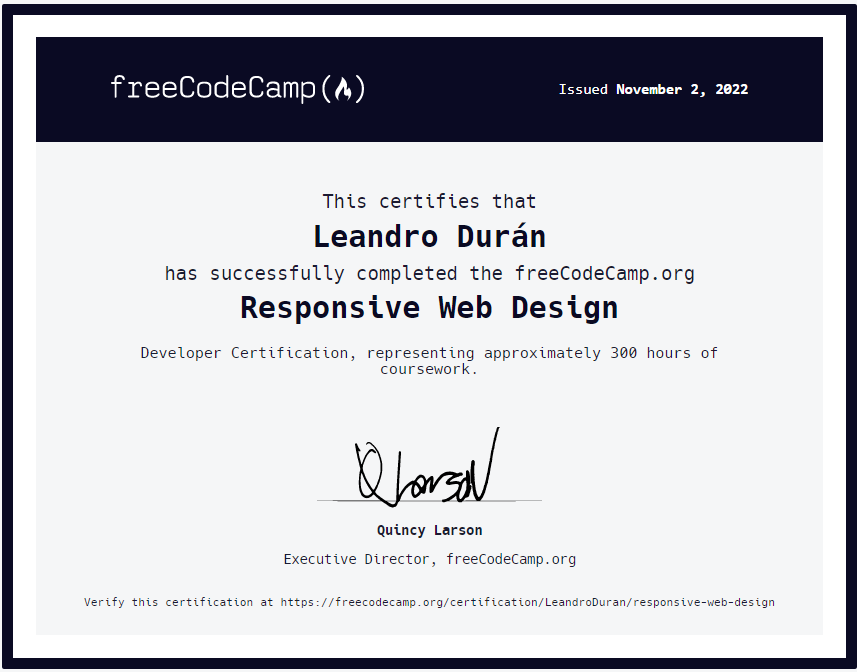 freeCodeCamp(🔥)
Issued November 2, 2022
This certifies that
Leandro Durán
has successfully completed the freeCodeCamp.org
Responsive Web Design
Developer Certification, representing approximately 300 hours of
coursework.
Q Larson
Quincy Larson
Executive Director, freeCodeCamp.org
Verify this certification at https://freecodecamp.org/certification/LeandroDuran/responsive-web-design